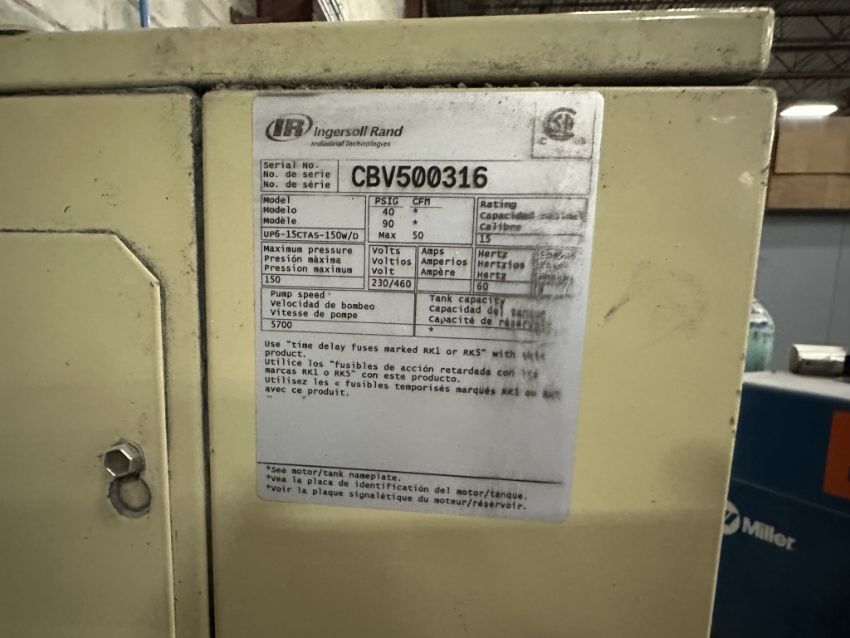 IR Ingersoll Rand
Industrial Technologies
Serial No.
No. de serie
No. de série
CBV500316
Model
Modelo
Modèle
UP6-15CTAS-150W/D
PSIG CFM
40 *
90 *
Max 50
Rating
Capacidad
Calibre
15
Maximum pressure
Presión màxima
Pression maximum
150
Volts
Voltios
Volt
230/460
Amps
Amperios
Ampère
Hertz
Hertzios
Hertz
60
Pump speed
Velocidad de bombeo
Vitesse de pompe
5700
Tank capacity
Capacidad del tanque
Capacité de réservoir
*
Use "time delay fuses marked RK1 or RK5" with this
product.
Utilice los "fusibles de acción retardada con las
marcas RK1 o RK5" con este producto.
Utilisez les « fusibles temporisés marqués RK1 ou RK5
avec ce produit.
*See motor/tank nameplate.
*Vea la placa de identificación del motor/tanque.
*Voir la plaque signalétique du moteur/réservoir.
Miller